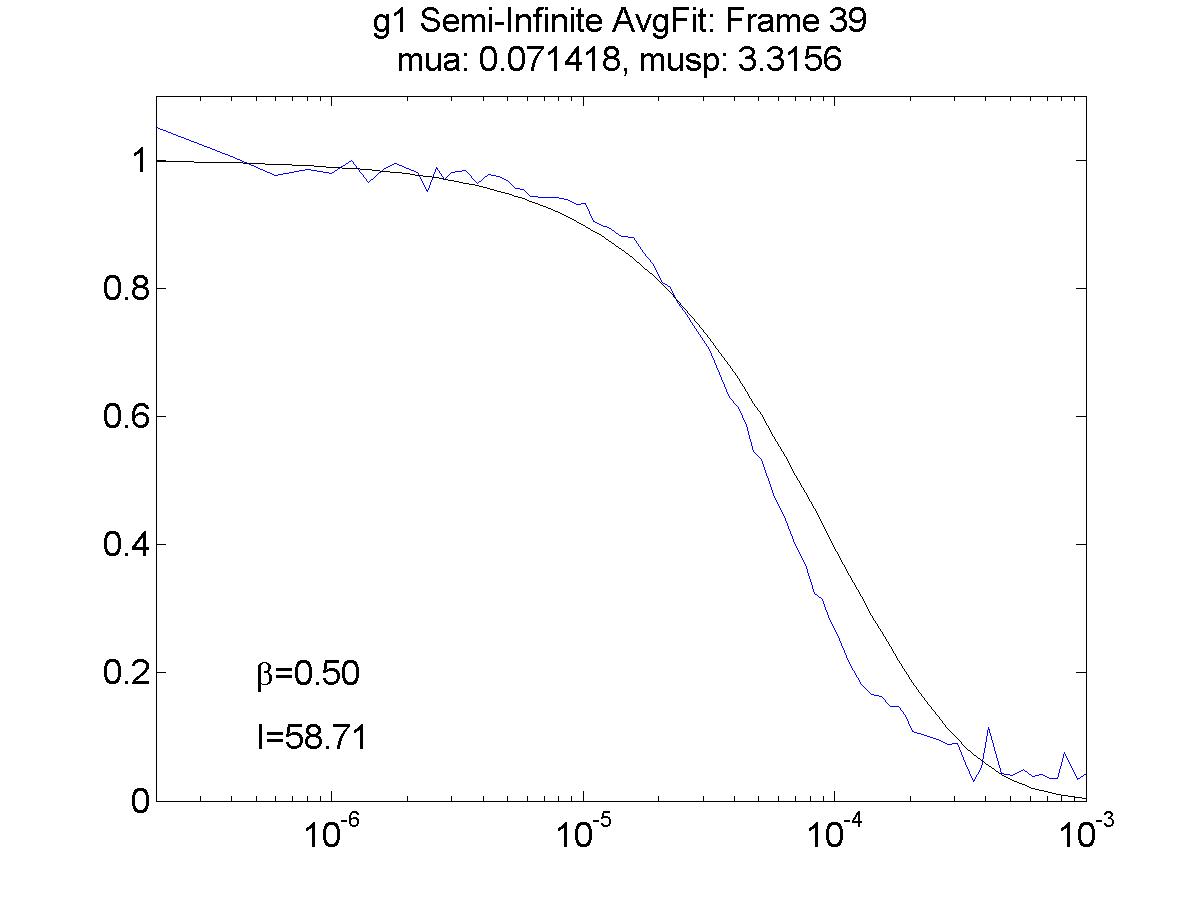 g1 Semi-Infinite AvgFit: Frame 39
mua: 0.071418, musp: 3.3156
1
0.8
0.6
0.4
0.2
0
β=0.50
I=58.71
10^-6
10^-5
10^-4
10^-3